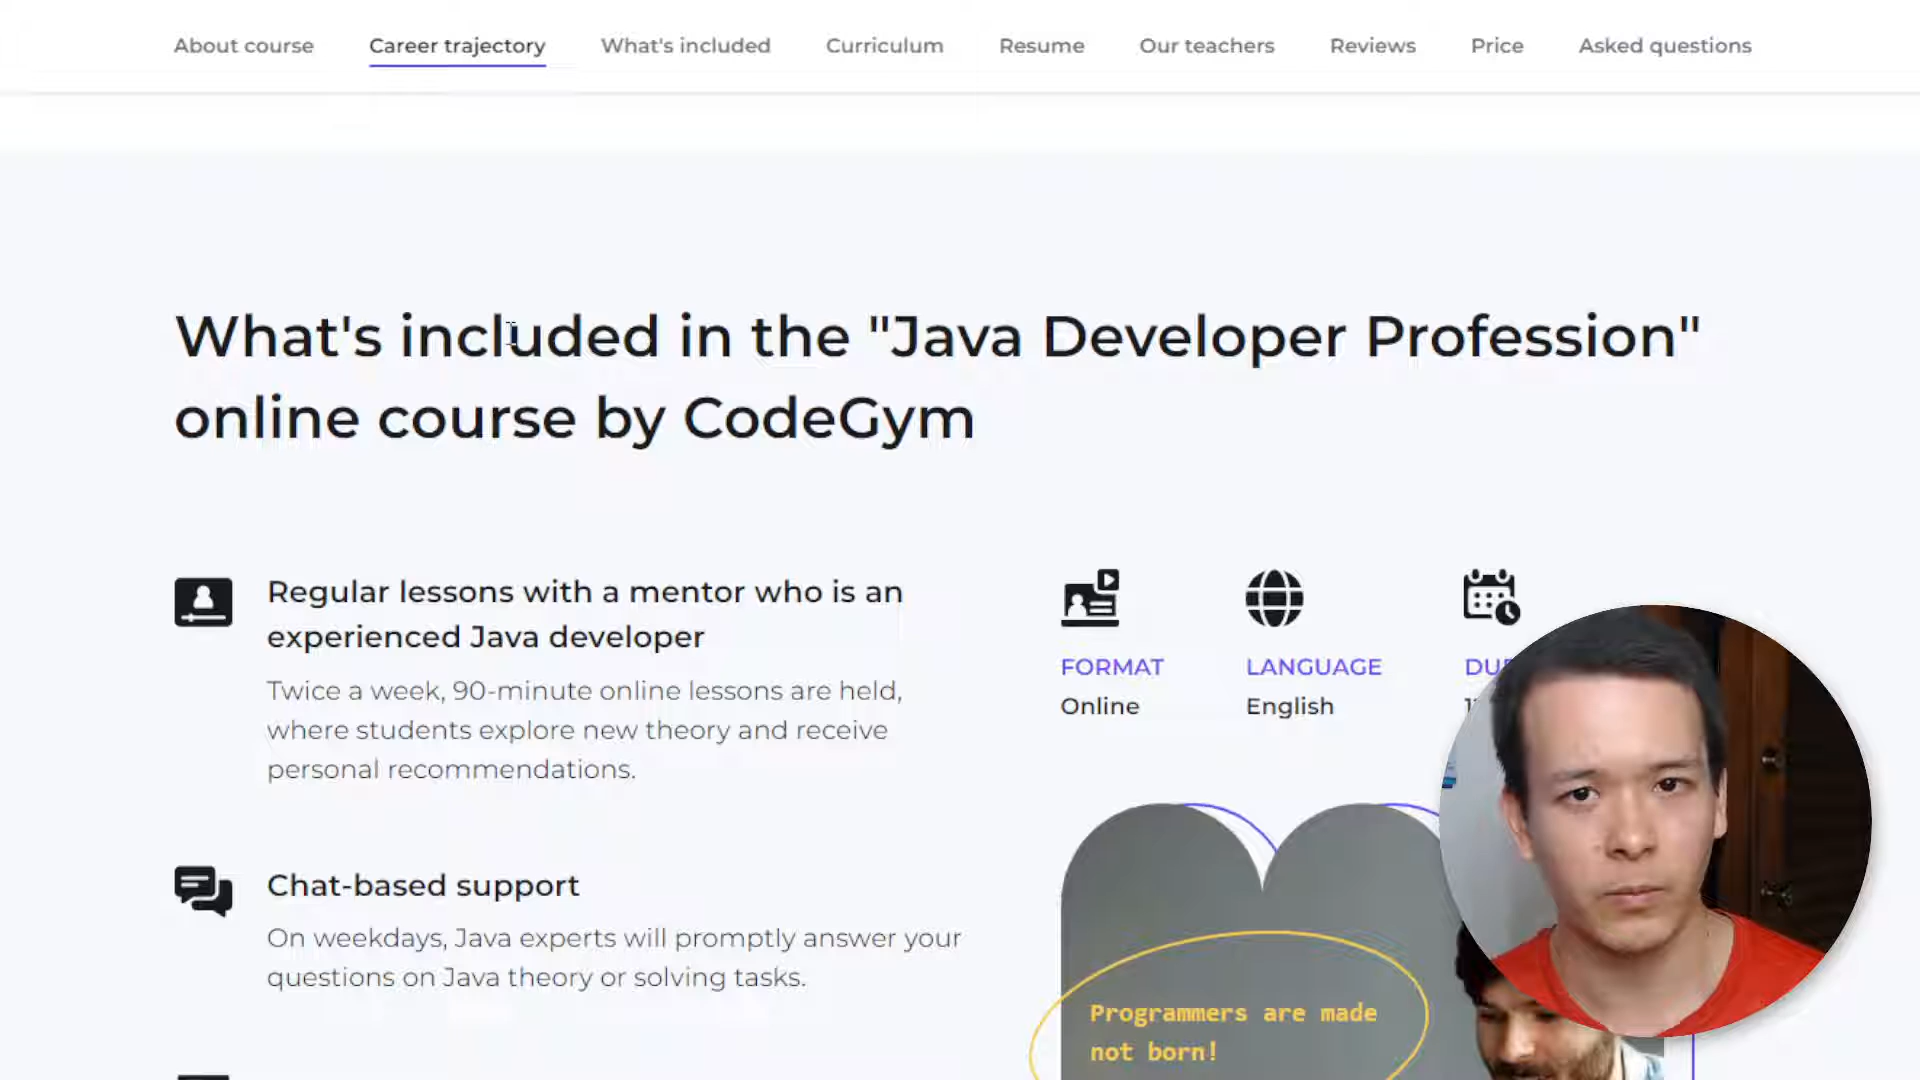 About course Career trajectory What's included Curriculum Resume Our teachers Reviews Price Asked questions
What's included in the "Java Developer Profession"
online course by CodeGym
Regular lessons with a mentor who is an
experienced Java developer
Twice a week, 90-minute online lessons are held,
where students explore new theory and receive
personal recommendations.
Chat-based support
On weekdays, Java experts will promptly answer your
questions on Java theory or solving tasks.
FORMAT LANGUAGE
Online English
Programmers are made
not born!